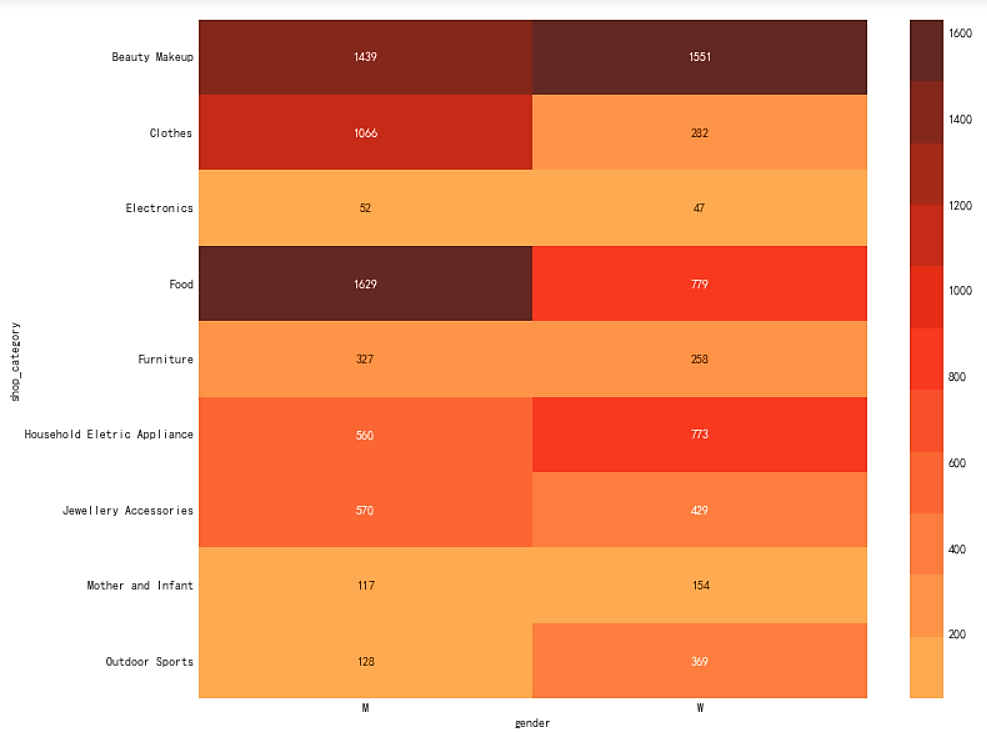 Beauty Makeup 1439 1551
Clothes 1066 282
Electronics 52 47
Food 1629 779
Furniture 327 258
Household Eletric Appliance 560 773
Jewellery Accessories 570 429
Mother and Infant 117 154
Outdoor Sports 128 369
M W
gender
shop_category
1600
1400
1200
1000
800
600
400
200